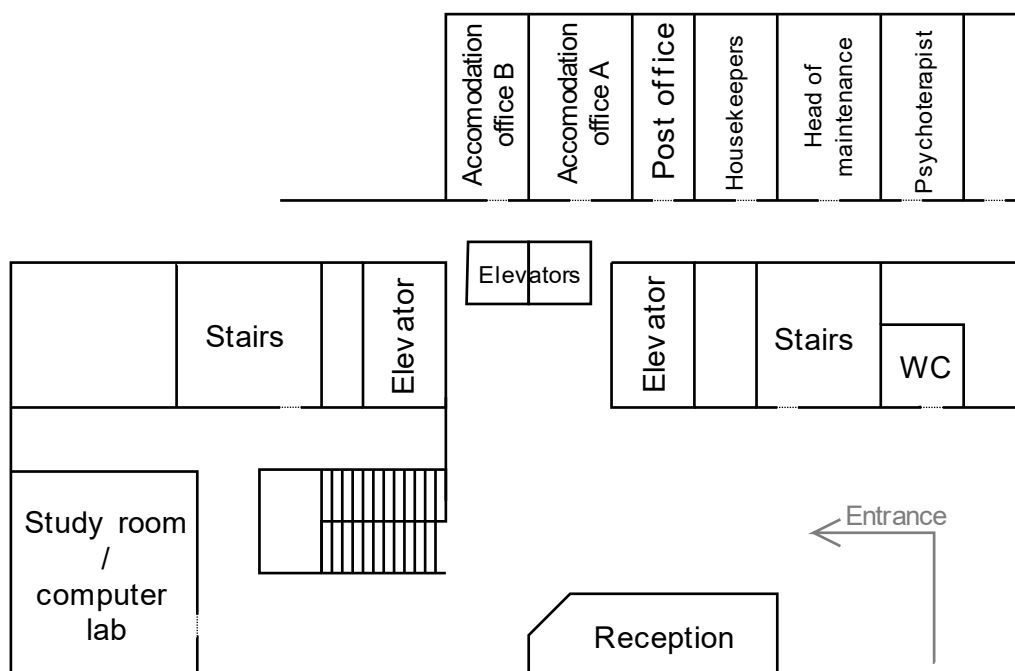 Accomodation
office B
Accomodation
office A
Post office
Housekeepers
Head of
maintenance
Psychoterapist
Elevators
Stairs
Elevator
Elevator
Stairs
WC
Study room
/
computer
lab
Entrance
Reception